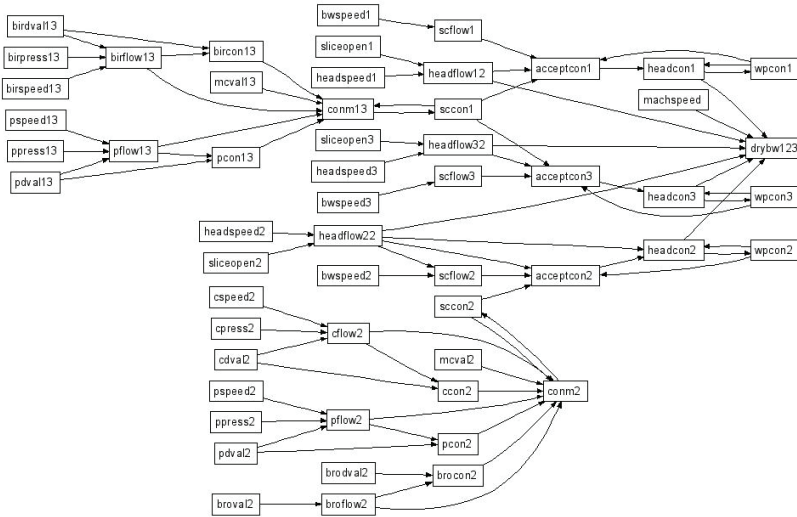 birdval13
birpress13
birspeed13
birflow13
bircon13
mcval13
pspeed13
ppress13
pdval13
pflow13
pcon13
conm13
bwspeed1
sliceopen1
headspeed1
scflow1
headflow12
sccon1
acceptcon1
headcon1
wpcon1
machspeed
drybw123
sliceopen3
headspeed3
bwspeed3
headflow32
scflow3
acceptcon3
headcon3
wpcon3
headspeed2
sliceopen2
headflow22
bwspeed2
scflow2
acceptcon2
headcon2
wpcon2
sccon2
cspeed2
cpress2
cdval2
cflow2
mcval2
ccon2
conm2
pspeed2
ppress2
pdval2
pflow2
pcon2
brodval2
brocon2
broval2
broflow2